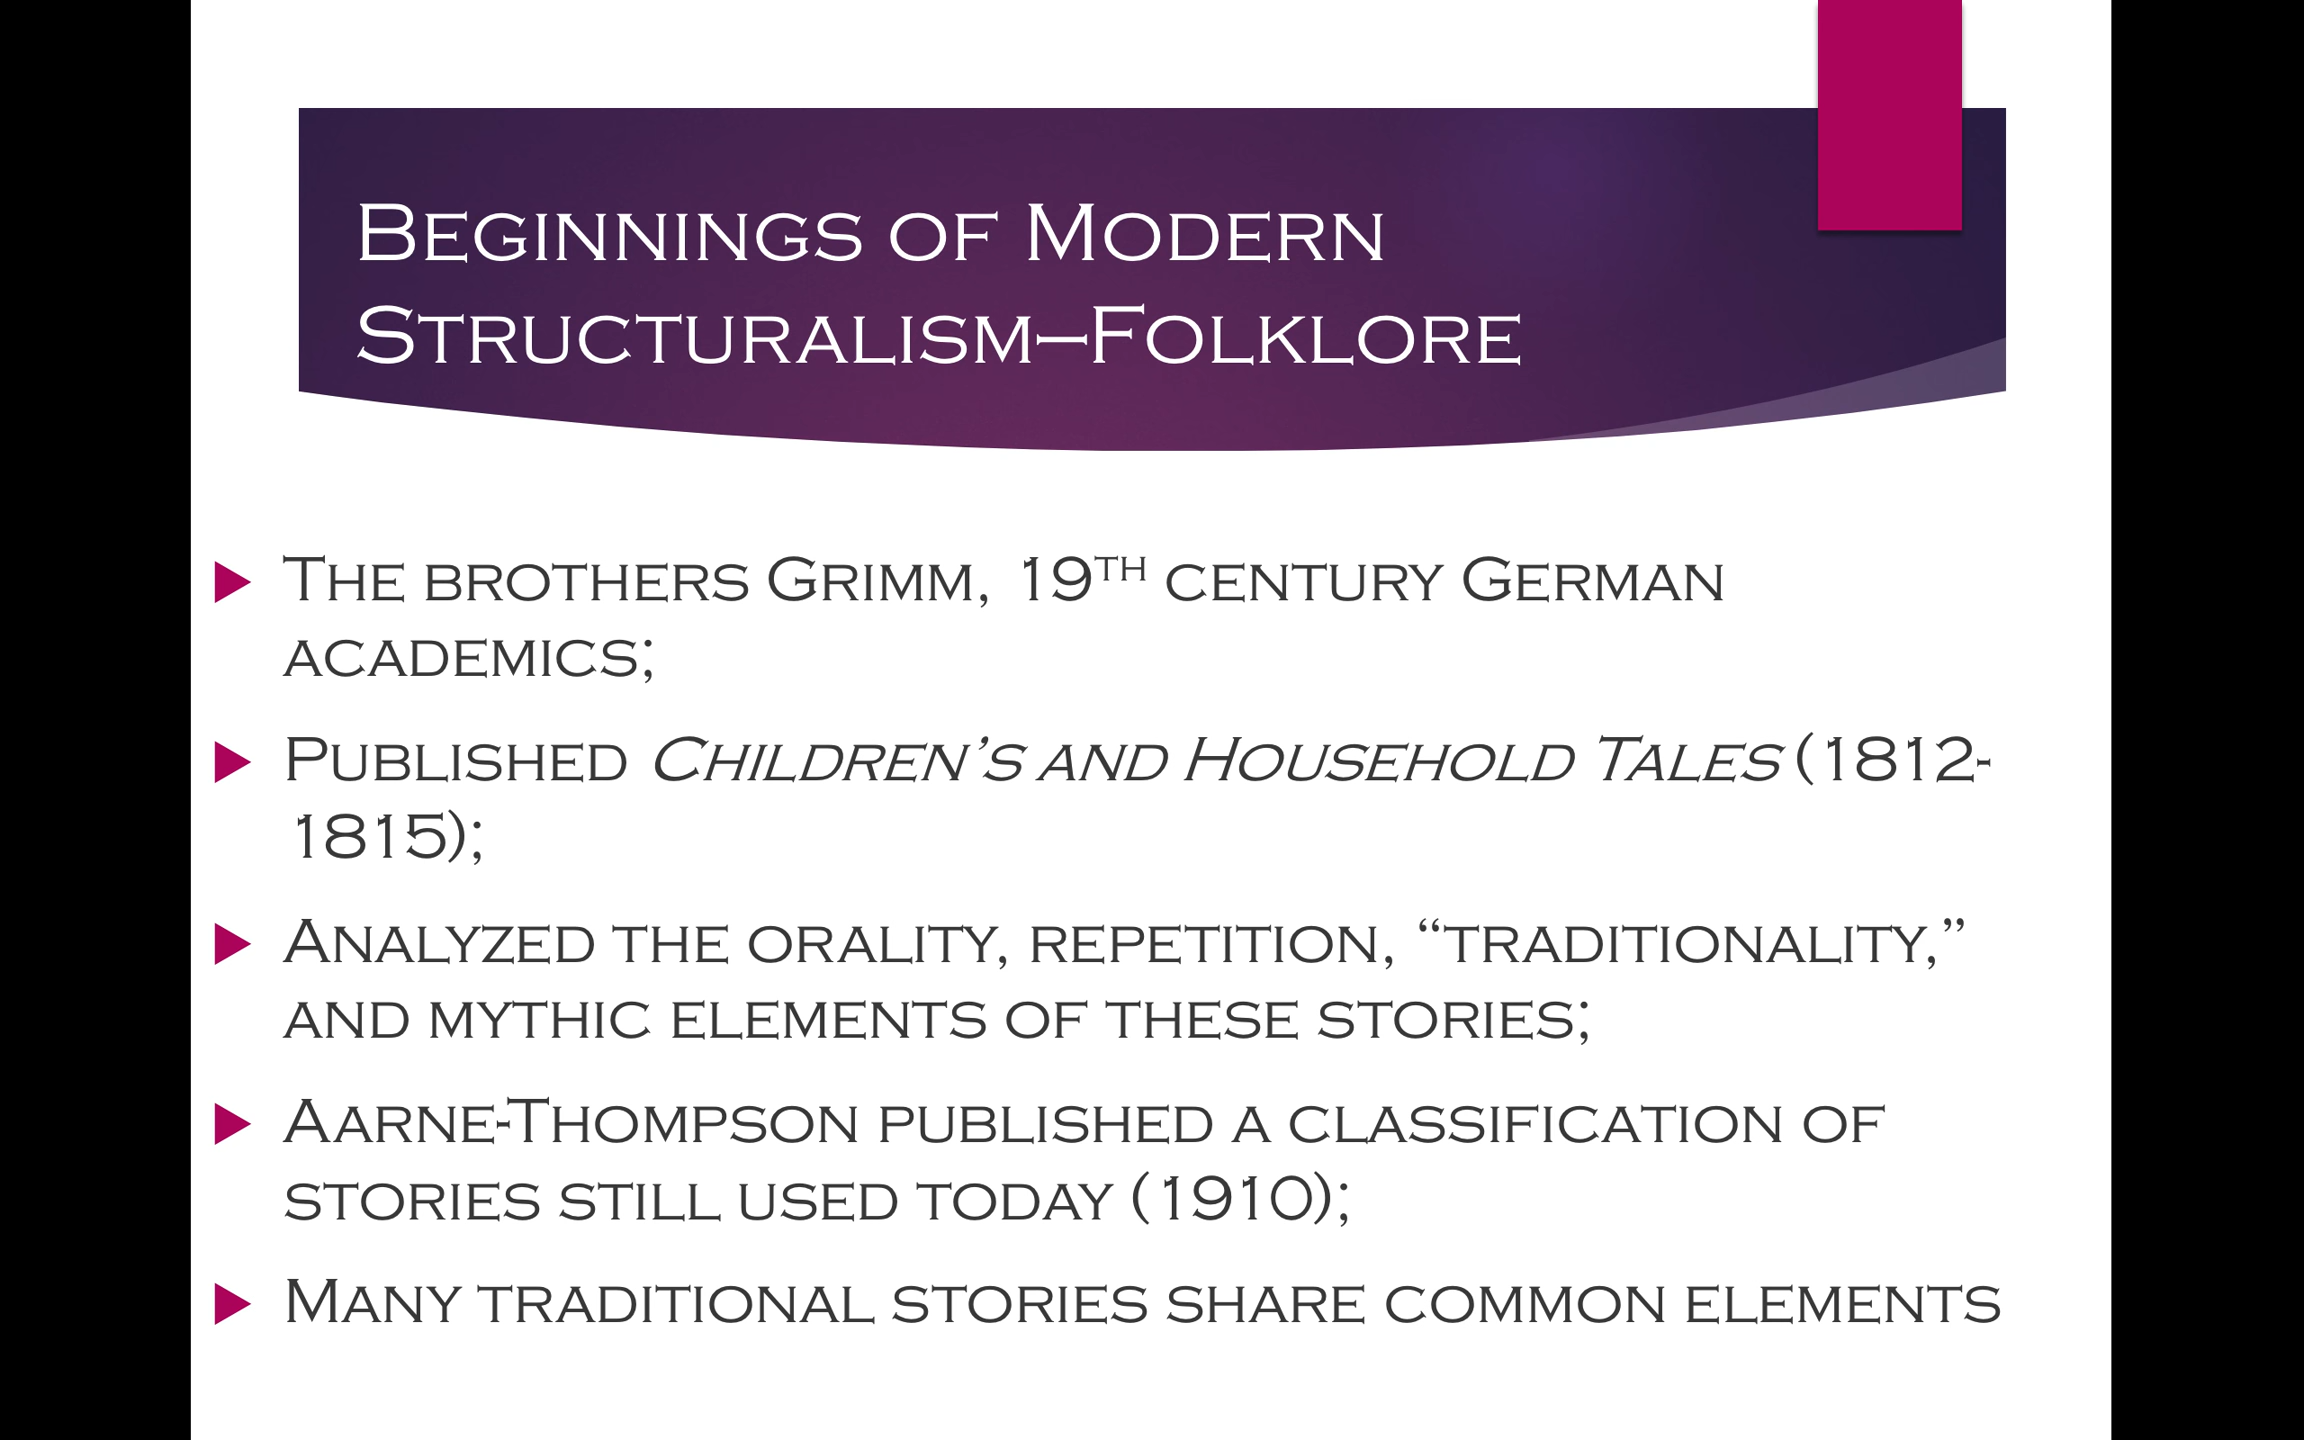 Beginnings of Modern
Structuralism–Folklore
The brothers Grimm, 19th century German
academics;
Published Children’s and Household Tales (1812-
1815);
Analyzed the orality, repetition, “traditionality,”
and mythic elements of these stories;
Aarne-Thompson published a classification of
stories still used today (1910);
Many traditional stories share common elements